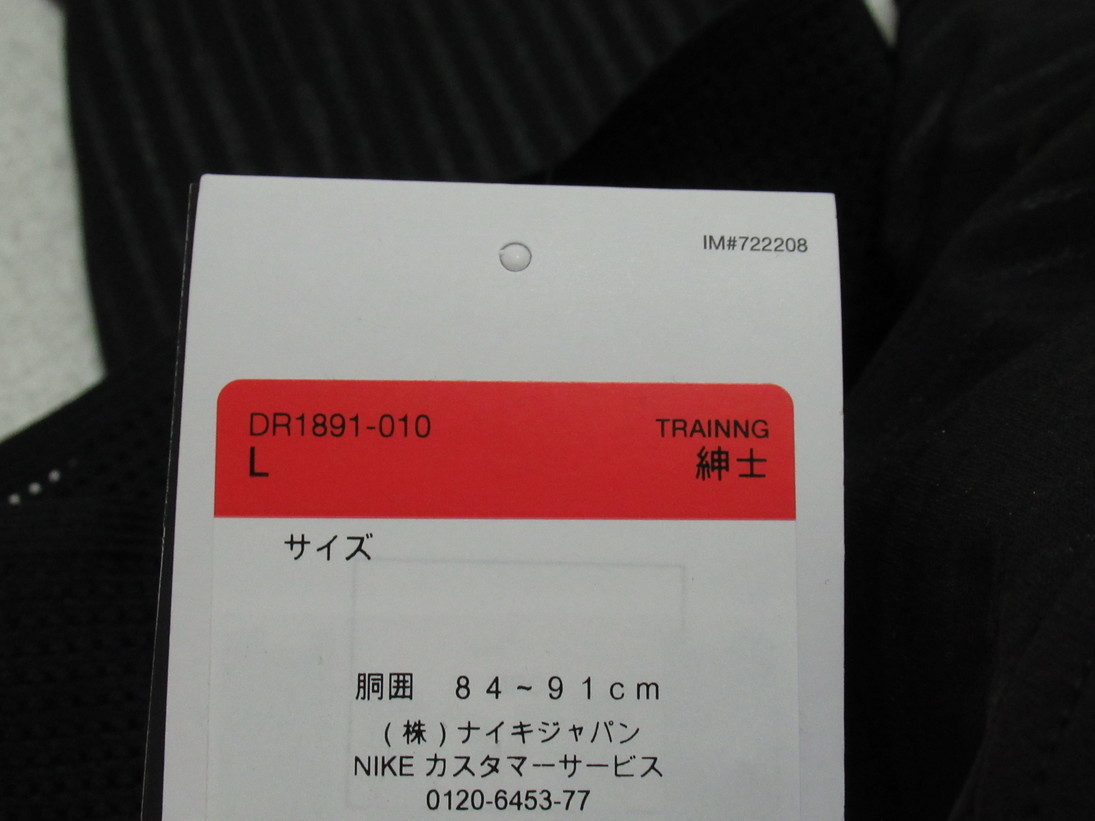 IM#722208
DR1891-010 TRAINNG
L 紳士
サイズ
胴囲 84~91cm
(株)ナイキジャパン
NIKE カスタマーサービス
0120-6453-77